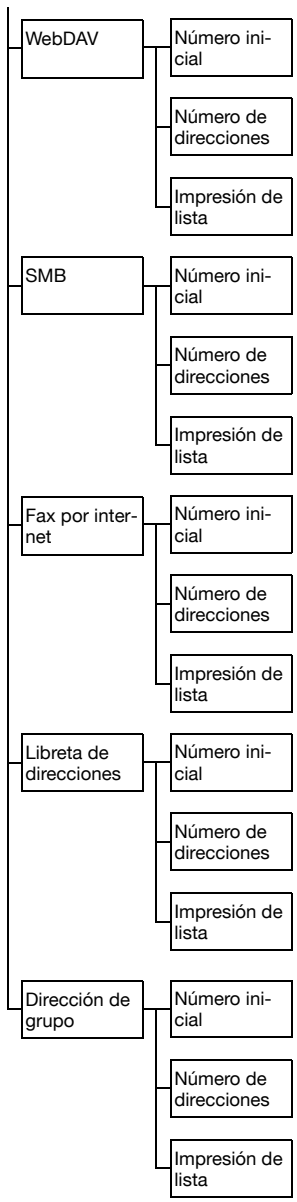 WebDAV
Número ini-
cial
Número de
direcciones
Impresión de
lista
SMB
Número ini-
cial
Número de
direcciones
Impresión de
lista
Fax por inter-
net
Número ini-
cial
Número de
direcciones
Impresión de
lista
Libreta de
direcciones
Número ini-
cial
Número de
direcciones
Impresión de
lista
Dirección de
grupo
Número ini-
cial
Número de
direcciones
Impresión de
lista